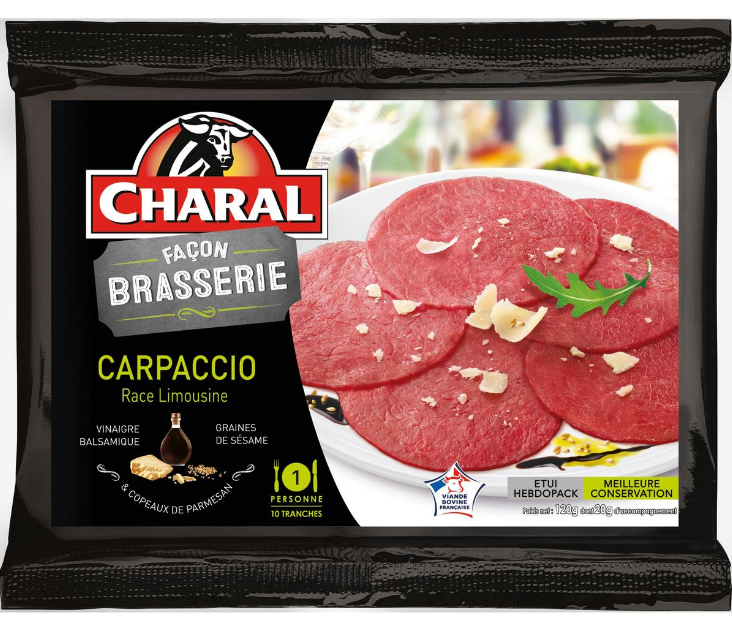 CHARAL
FAÇON
BRASSERIE
CARPACCIO
Race Limousine
VINAIGRE
BALSAMIQUE
GRAINES
DE SÉSAME
& COPEAUX DE PARMESAN
1
PERSONNE
10 TRANCHES
VIANDE
BOVINE
FRANÇAISE
ETUI
HEBDOPACK
MEILLEURE
CONSERVATION
Poids net : 120g dont 20g d'accompagnement